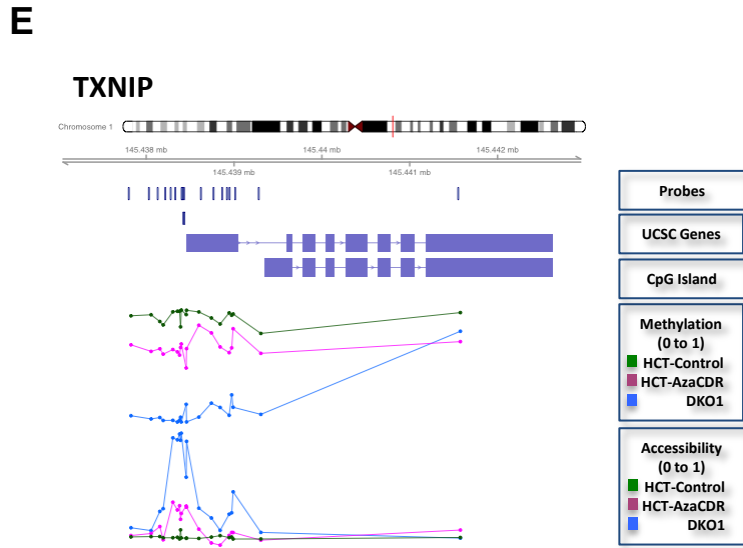 E
TXNIP
Chromosome 1
145.438 mb
145.44 mb
145.442 mb
145.439 mb
145.441 mb
Probes
UCSC Genes
CpG Island
Methylation
(0 to 1)
HCT-Control
HCT-AzaCDR
DKO1
Accessibility
(0 to 1)
HCT-Control
HCT-AzaCDR
DKO1